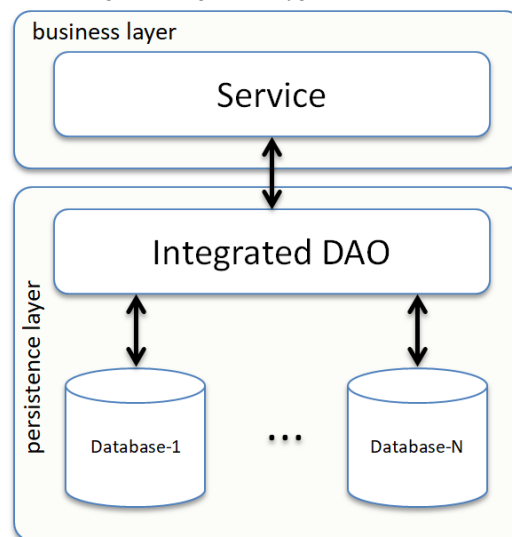 business layer
Service
Integrated DAO
persistence layer
Database-1
...
Database-N